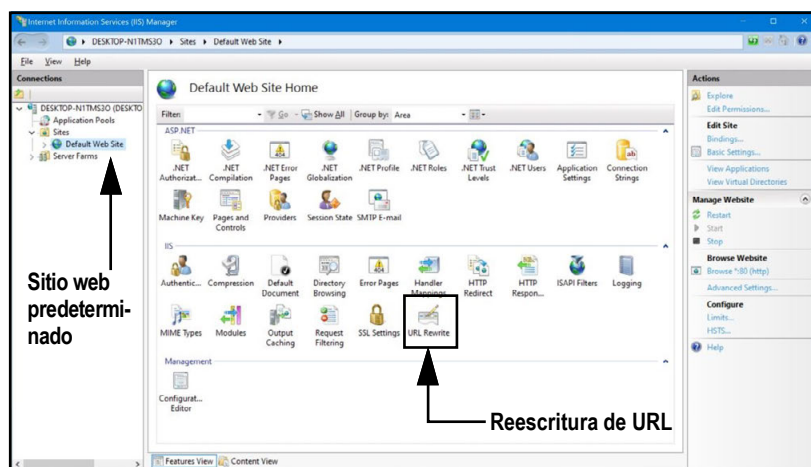 Internet Information Services (IIS) Manager
DESKTOP-N1TMS3O ▸ Sites ▸ Default Web Site ▸
File View Help
Connections
DESKTOP-N1TMS3O (DESKTO
Application Pools
Sites
Default Web Site
Server Farms
Sitio web
predetermi-
nado
Default Web Site Home
Filter: Go Show All Group by: Area
ASP.NET
.NET Authorizat...
.NET Compilation
.NET Error Pages
.NET Globalization
.NET Profile
.NET Roles
.NET Trust Levels
.NET Users
Application Settings
Connection Strings
Machine Key
Pages and Controls
Providers
Session State
SMTP E-mail
IIS
Authentic...
Compression
Default Document
Directory Browsing
Error Pages
Handler Mappings
HTTP Redirect
HTTP Respon...
ISAPI Filters
Logging
MIME Types
Modules
Output Caching
Request Filtering
SSL Settings
URL Rewrite
Management
Configurat... Editor
Reescritura de URL
Features View Content View
Actions
Explore
Edit Permissions...
Edit Site
Bindings...
Basic Settings...
View Applications
View Virtual Directories
Manage Website
Restart
Start
Stop
Browse Website
Browse *:80 (http)
Advanced Settings...
Configure
Limits...
HSTS...
Help